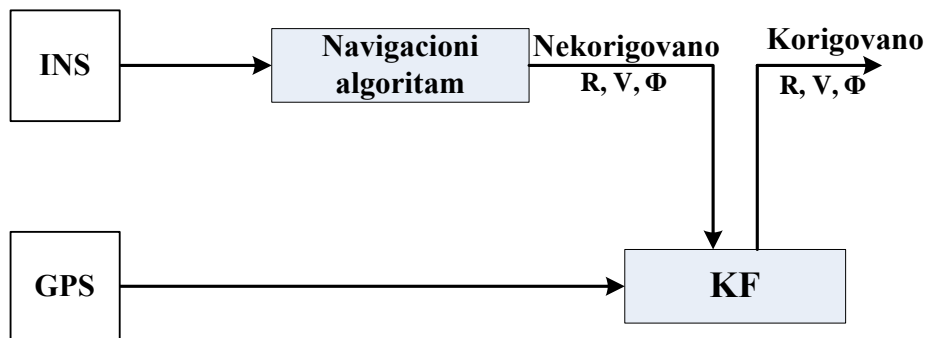 INS
Navigacioni
algoritam
Nekorigovano
R, V, Φ
Korigovano
R, V, Φ
GPS
KF